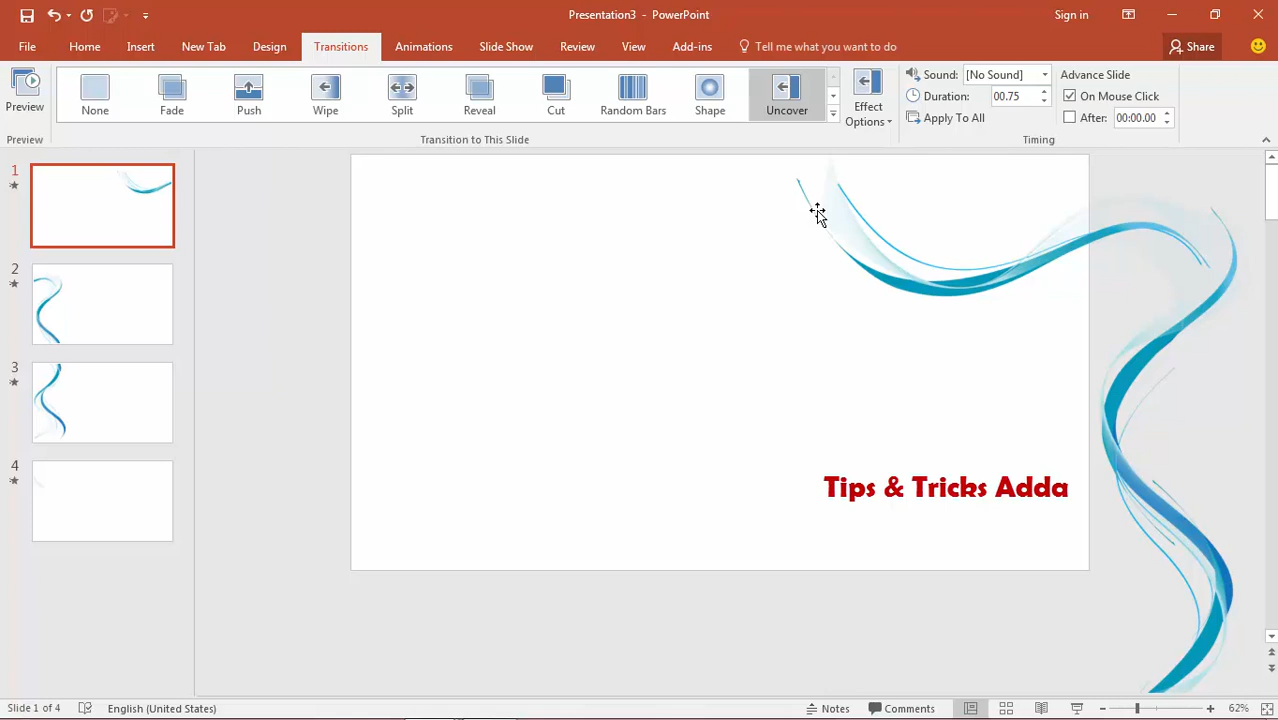 Presentation3 - PowerPoint
Sign in
File
Home
Insert
New Tab
Design
Transitions
Animations
Slide Show
Review
View
Add-ins
Tell me what you want to do
Share
Preview
None
Fade
Push
Wipe
Split
Reveal
Cut
Random Bars
Shape
Uncover
Effect
Options
Sound: [No Sound]
Duration: 00.75
Apply To All
Advance Slide
On Mouse Click
After: 00:00.00
Preview
Transition to This Slide
Timing
1
2
3
4
Tips & Tricks Adda
Slide 1 of 4
English (United States)
Notes
Comments
62%